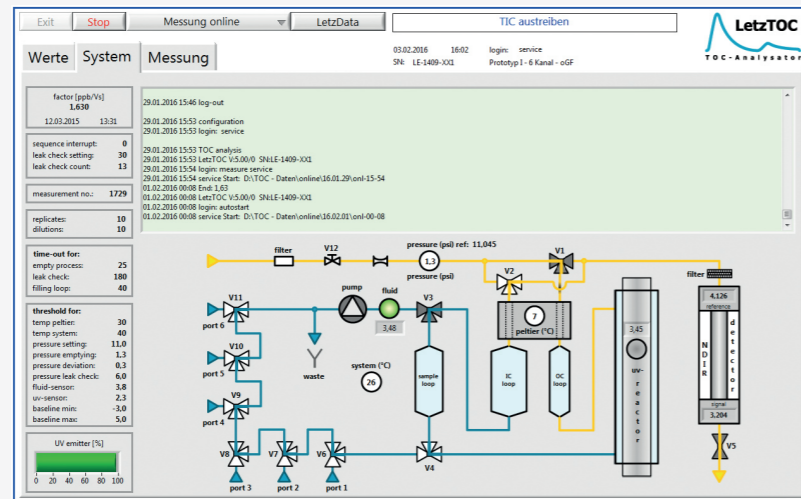 Exit
Stop
Messung online
LetzData
TIC austreiben
LetzTOC
TOC-Analysator
Werte
System
Messung
03.02.2016 16:02 login: service
SN: LE-1409-XX1 Prototyp I - 6 Kanal - oGF
factor [ppb/Vs]
1.630
12.03.2015 13:31
sequence interrupt: 0
leak check setting: 30
leak check count: 13
measurement no.: 1729
replicates: 10
dilutions: 10
time-out for:
empty process: 25
leak check: 180
filling loop: 40
threshold for:
temp peltier: 30
temp system: 40
pressure setting: 11,0
pressure emptying: 1.3
pressure deviation: 0,3
pressure leak check: 6,0
fluid-sensor: 3.8
uv-sensor: 2.3
baseline min: -3,0
baseline max: 5,0
UV emitter [%]
0 20 40 60 80 100
29.01.2016 15:46 log-out
29.01.2016 15:53 configuration
29.01.2016 15:53 login: service
29.01.2016 15:53 TOC analysis
29.01.2016 15:53 LetzTOC V:5.00/0 SN:LE-1409-XX1
29.01.2016 15:54 login: measure service
29.01.2016 15:54 service Start: D:\TOC - Daten\online\16.01.29\onl-15-54
01.02.2016 00:08 End: 1,63
01.02.2016 00:08 LetzTOC V:5.00/0 SN:LE-1409-XX1
01.02.2016 00:08 login: autostart
01.02.2016 00:08 service Start: D:\TOC - Daten\online\16.02.01\onl-00-08
filter
V12
pressure (psi) ref: 11,045
1,3
pressure (psi)
V1
V2
filter
pump
fluid
V3
3,48
7
peltier (°C)
V11
port 6
waste
system (°C)
26
V10
port 5
V9
port 4
sample
loop
IC
loop
OC
loop
3,45
uv-
reactor
4,126
reference
NDIR
detector
signal
3.204
V5
V8
V7
V6
V4
port 3
port 2
port 1